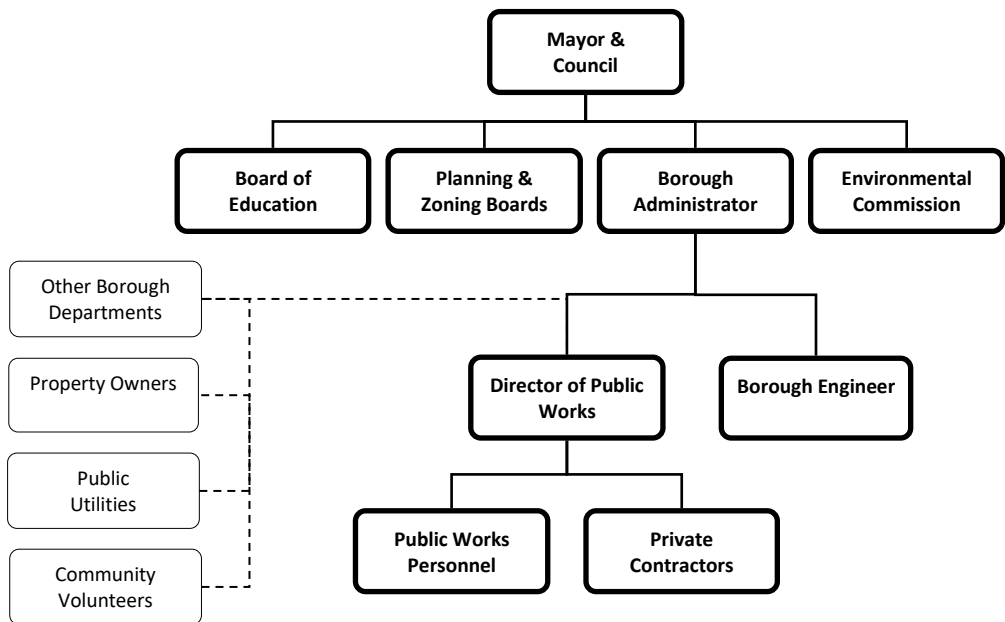 Mayor &
Council
Board of
Education
Planning &
Zoning Boards
Borough
Administrator
Environmental
Commission
Other Borough
Departments
Property Owners
Director of Public
Works
Borough Engineer
Public
Utilities
Public Works
Personnel
Private
Contractors
Community
Volunteers